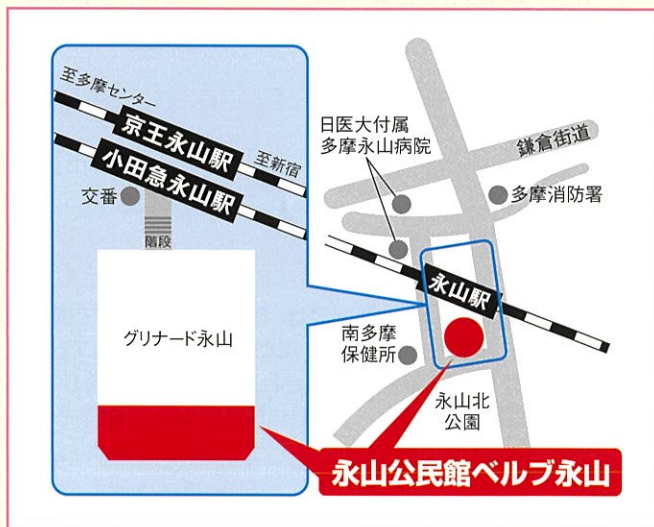 至多摩センター
京王永山駅
至新宿
小田急永山駅
交番
階段
グリナード永山
日医大付属
多摩永山病院
鎌倉街道
多摩消防署
永山駅
南多摩
保健所
永山北
公園
永山公民館ベルブ永山